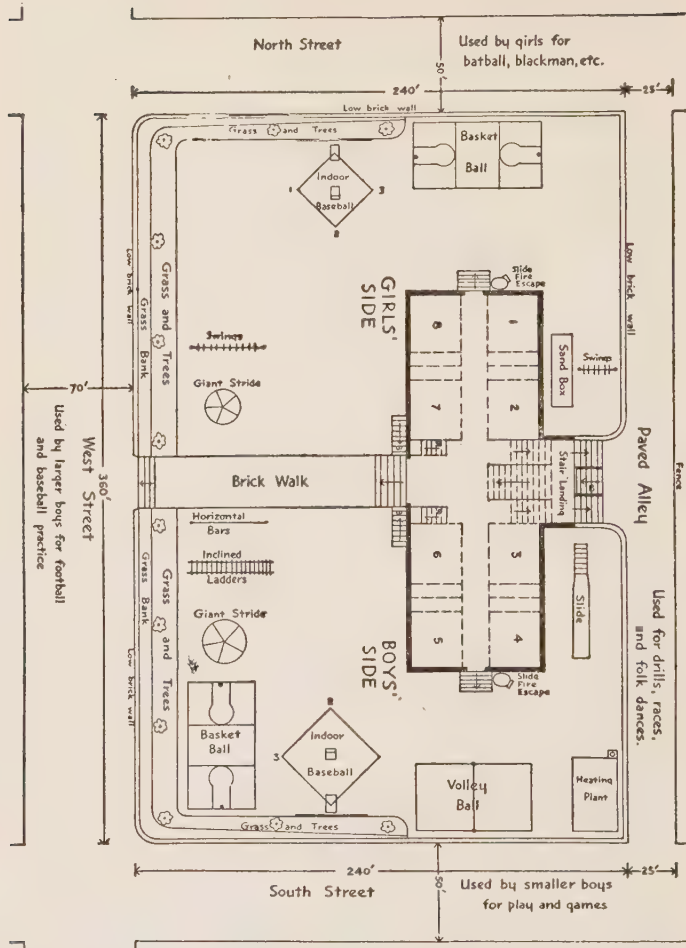 North Street
Used by girls for
batball, blackman, etc.
50'
240'
25'
Low brick wall
Grass and Trees
Basket
Ball
Indoor
Baseball
1
3
2
Low brick wall
Grass Bank
Grass and Trees
GIRLS'
SIDE
Slide
Fire
Escape
8
1
7
2
Low brick wall
Sand Box
Swings
Swings
Giant Stride
70'
West Street
360'
Used by larger boys for football
and baseball practice
Brick Walk
Stair Landing
Paved Alley
Fence
Horizontal
Bars
Inclined
Ladders
Giant Stride
Grass Bank
Grass and Trees
Low brick wall
6
3
5
4
Slide
BOYS'
SIDE
Slide
Fire
Escape
Used for drills, races,
and folk dances.
Basket
Ball
2
Indoor
3
Baseball
Volley
Ball
Heating
Plant
Grass and Trees
240'
25'
50'
South Street
Used by smaller boys
for play and games